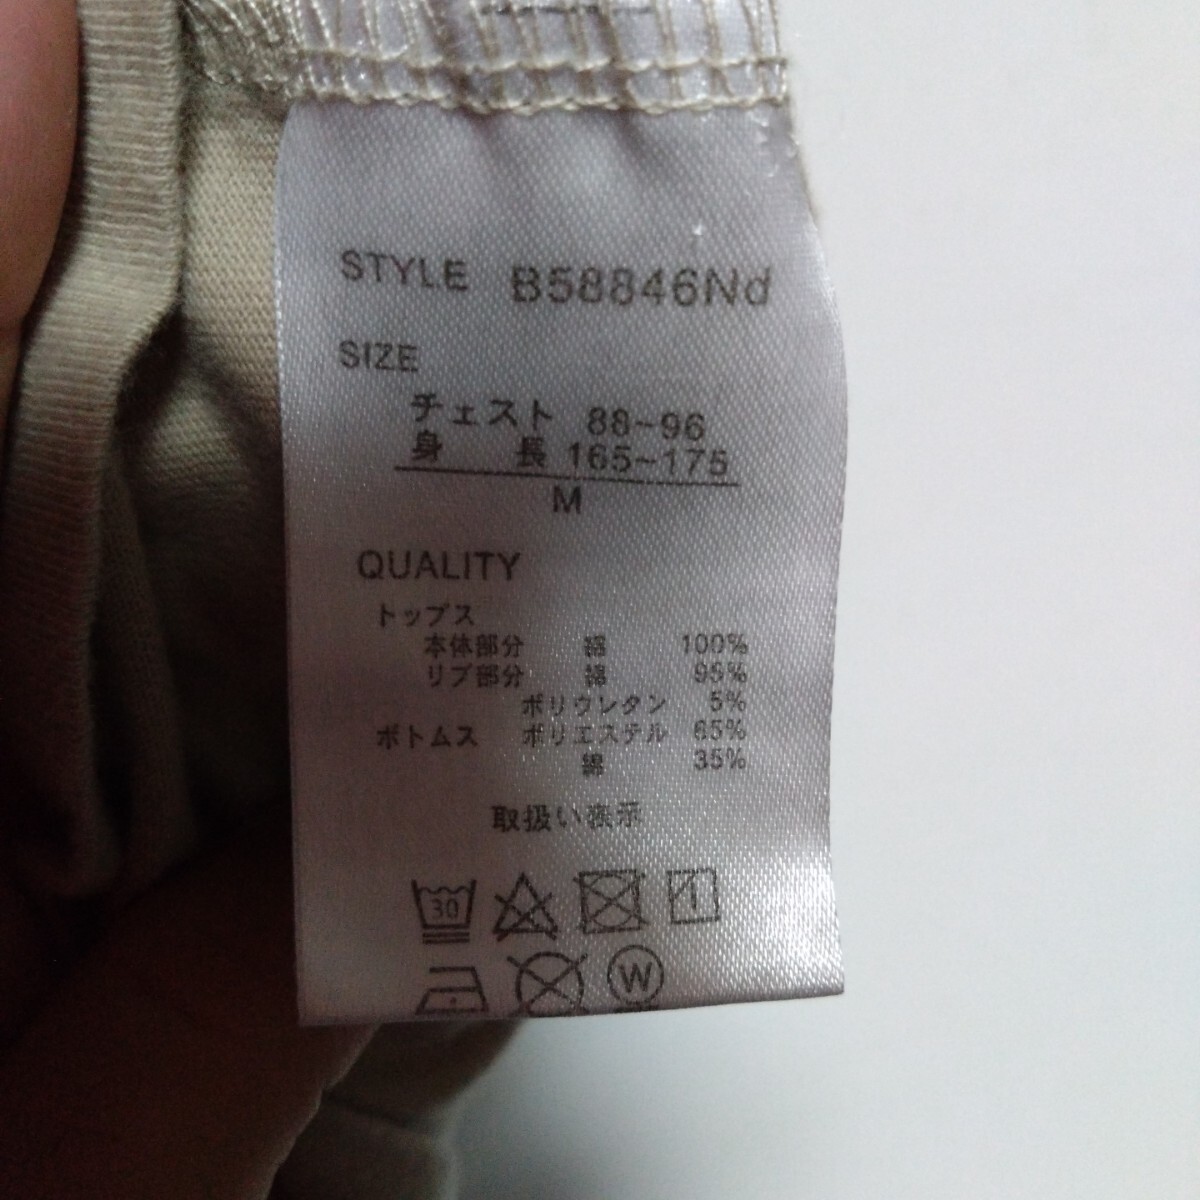 STYLE B58846Nd
SIZE
チェスト 88~96
身 長 165~175
M
QUALITY
トップス
本体部分 綿 100%
リブ部分 綿 95%
ポリウレタン 5%
ボトムス ポリエステル 65%
綿 35%
取扱い表示
30
W